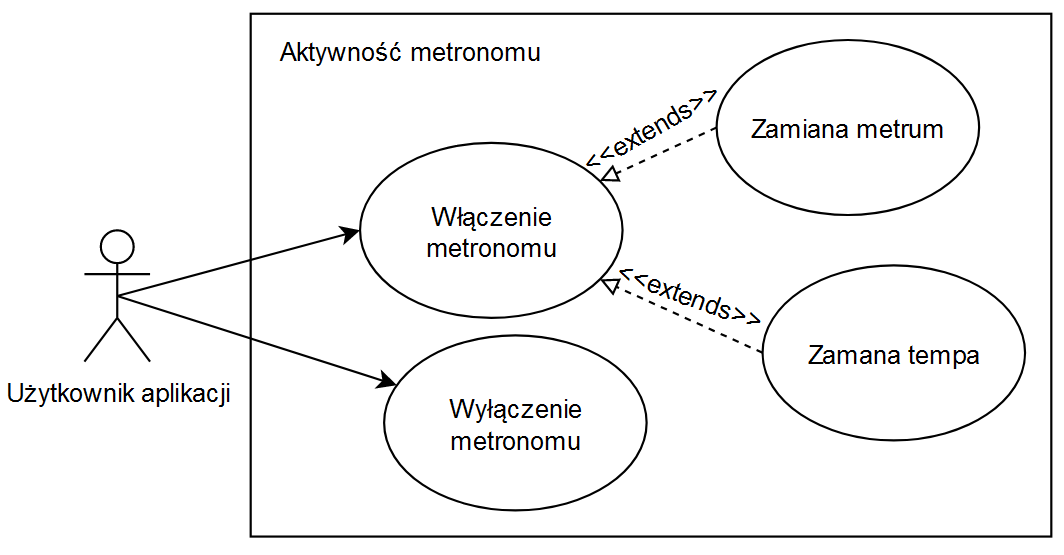 Aktywność metronomu
<<extends>>
Zamiana metrum
Włączenie
metronomu
<<extends>>
Zamana tempa
Użytkownik aplikacji
Wyłączenie
metronomu